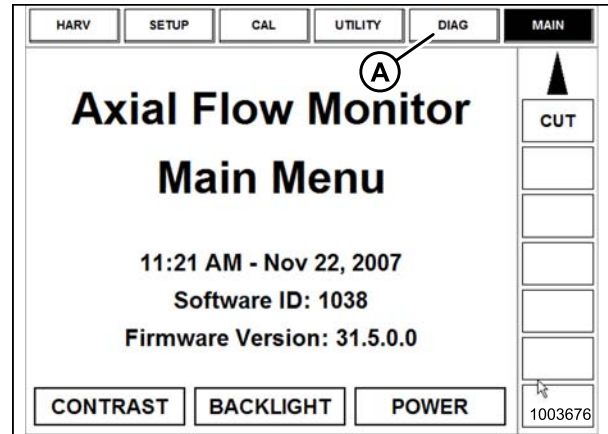 HARV SETUP CAL UTILITY DIAG MAIN
A
Axial Flow Monitor
CUT
Main Menu
11:21 AM - Nov 22, 2007
Software ID: 1038
Firmware Version: 31.5.0.0
CONTRAST BACKLIGHT POWER
1003676